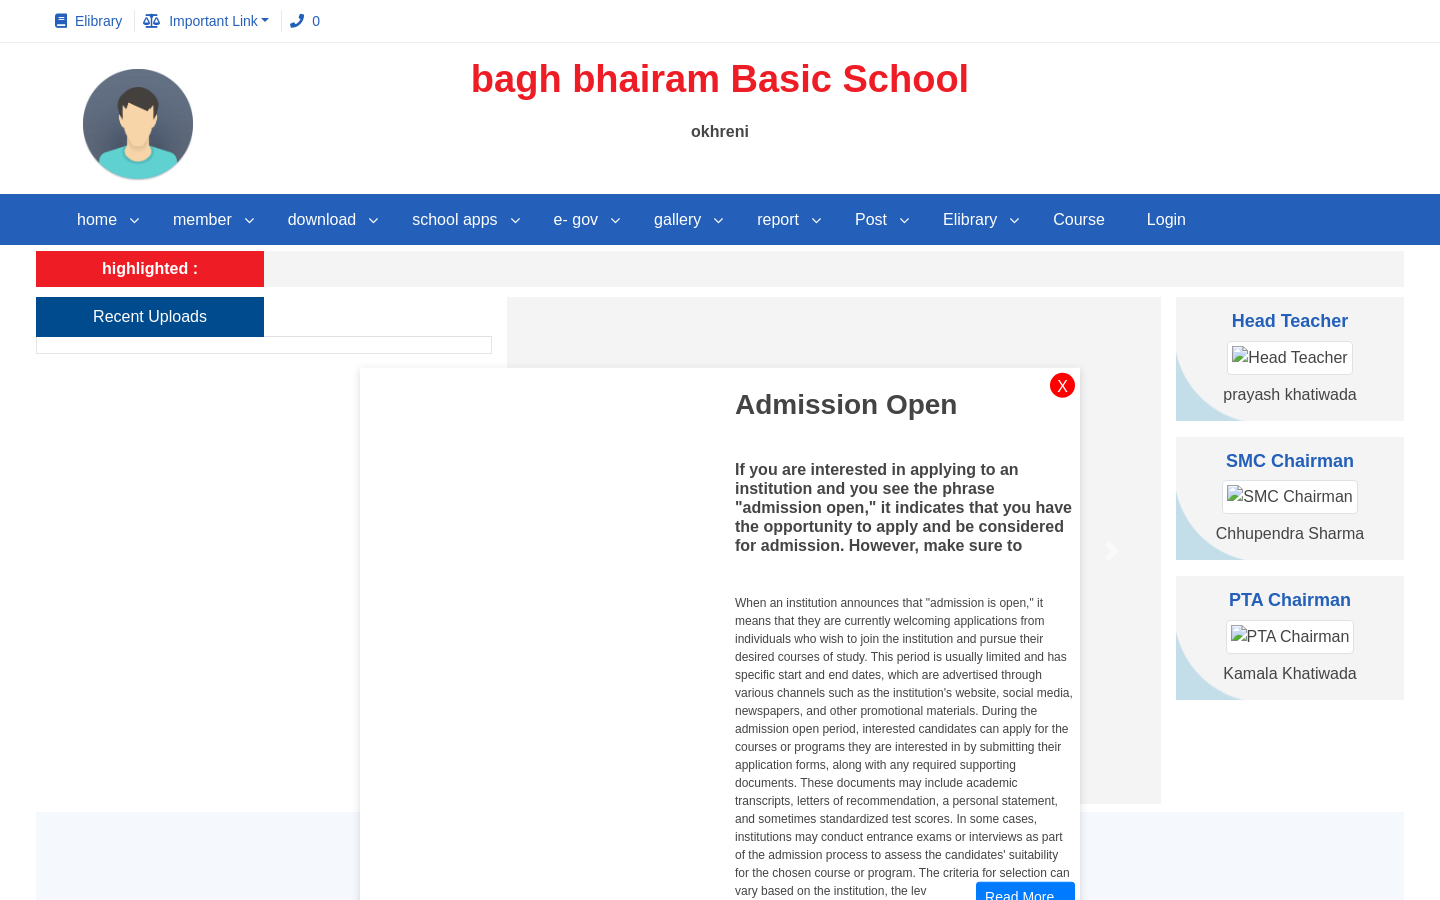 Elibrary
Important Link
0
bagh bhairam Basic School
okhreni
home
member
download
school apps
e- gov
gallery
report
Post
Elibrary
Course
Login
highlighted :
Recent Uploads
X
Admission Open
If you are interested in applying to an
institution and you see the phrase
"admission open," it indicates that you have
the opportunity to apply and be considered
for admission. However, make sure to
When an institution announces that "admission is open," it
means that they are currently welcoming applications from
individuals who wish to join the institution and pursue their
desired courses of study. This period is usually limited and has
specific start and end dates, which are advertised through
various channels such as the institution's website, social media,
newspapers, and other promotional materials. During the
admission open period, interested candidates can apply for the
courses or programs they are interested in by submitting their
application forms, along with any required supporting
documents. These documents may include academic
transcripts, letters of recommendation, a personal statement,
and sometimes standardized test scores. In some cases,
institutions may conduct entrance exams or interviews as part
of the admission process to assess the candidates' suitability
for the chosen course or program. The criteria for selection can
vary based on the institution, the lev
Read More
Head Teacher
Head Teacher
prayash khatiwada
SMC Chairman
SMC Chairman
Chhupendra Sharma
PTA Chairman
PTA Chairman
Kamala Khatiwada